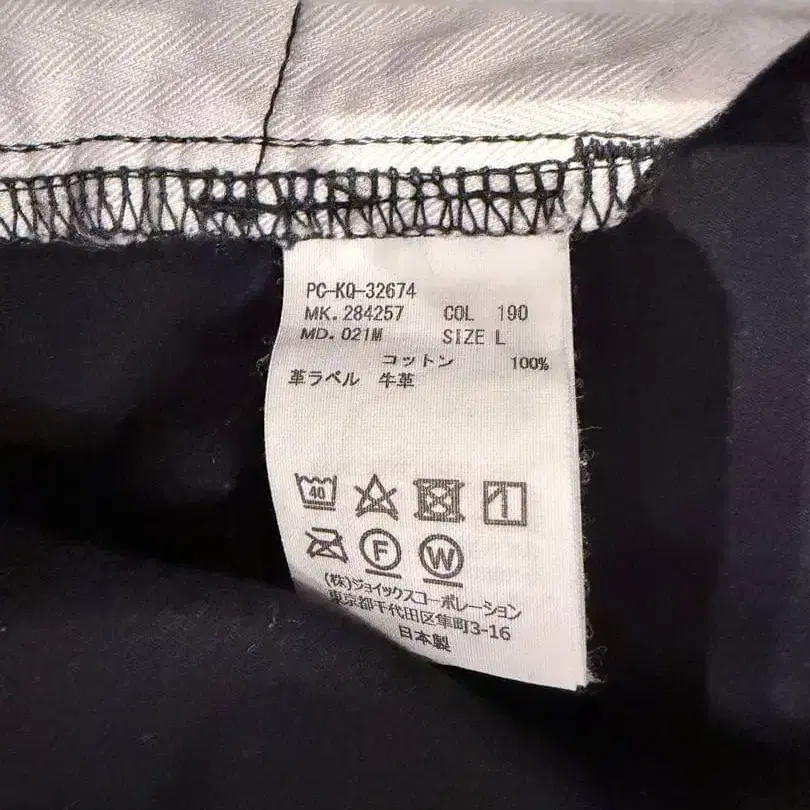 PC-KQ-32674
MK. 284257 COL 190
MD. 021M SIZE L
コットン 100%
革ラベル 牛革
40
F W
(株)ジョイックスコーポレーション
東京都千代田区隼町3-16
日本製